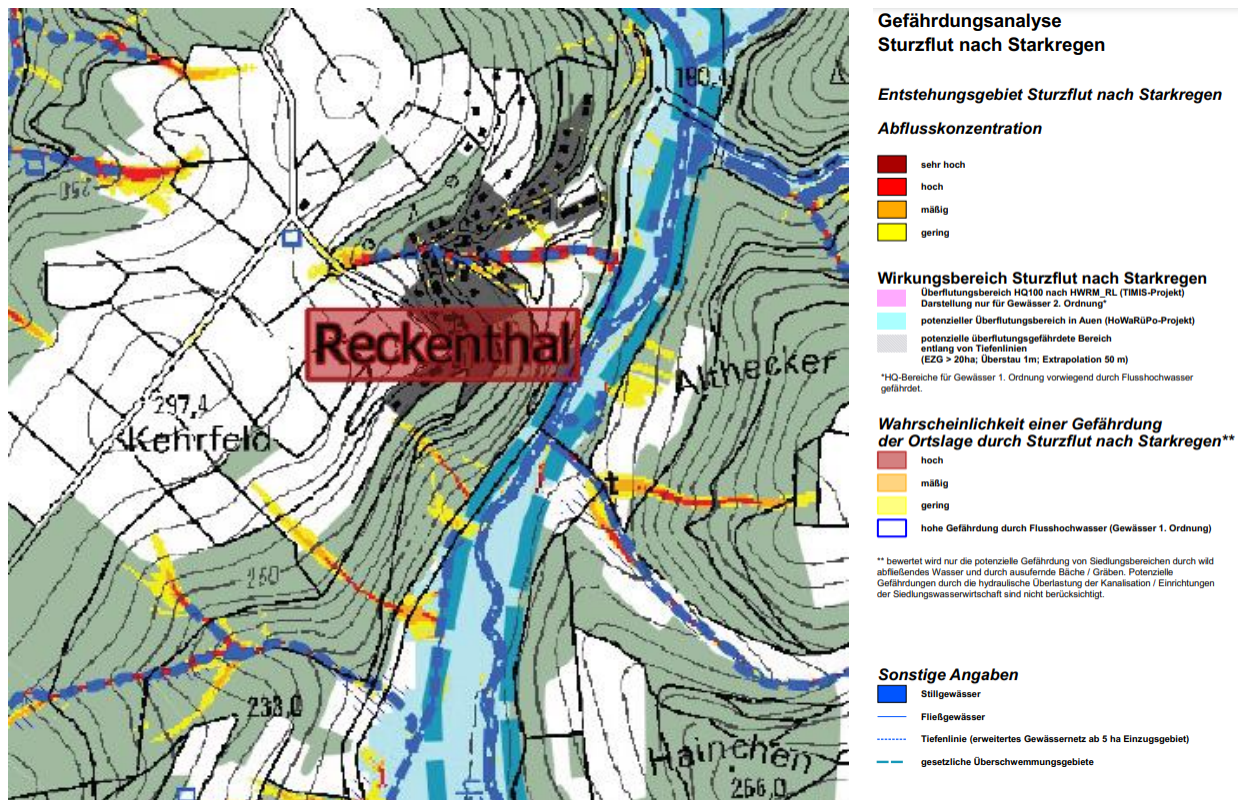 180,4
250
Reckenthal
Althecker
297,4
Kehrfeld
t
260
233,0
Hainchen
256,0
Gefährdungsanalyse
Sturzflut nach Starkregen
Entstehungsgebiet Sturzflut nach Starkregen
Abflusskonzentration
sehr hoch
hoch
mäßig
gering
Wirkungsbereich Sturzflut nach Starkregen
Überflutungsbereich HQ100 nach HWRM_RL (TIMIS-Projekt)
Darstellung nur für Gewässer 2. Ordnung*
potenzieller Überflutungsbereich in Auen (HoWaRüPo-Projekt)
potenzielle überflutungsgefährdete Bereich
entlang von Tiefenlinien
(EZG > 20ha; Überstau 1m; Extrapolation 50 m)
*HQ-Bereiche für Gewässer 1. Ordnung vorwiegend durch Flusshochwasser
gefährdet.
Wahrscheinlichkeit einer Gefährdung
der Ortslage durch Sturzflut nach Starkregen**
hoch
mäßig
gering
hohe Gefährdung durch Flusshochwasser (Gewässer 1. Ordnung)
** bewertet wird nur die potenzielle Gefährdung von Siedlungsbereichen durch wild
abfließendes Wasser und durch ausufernde Bäche / Gräben. Potenzielle
Gefährdungen durch die hydraulische Überlastung der Kanalisation / Einrichtungen
der Siedlungswasserwirtschaft sind nicht berücksichtigt.
Sonstige Angaben
Stillgewässer
Fließgewässer
Tiefenlinie (erweitertes Gewässernetz ab 5 ha Einzugsgebiet)
gesetzliche Überschwemmungsgebiete